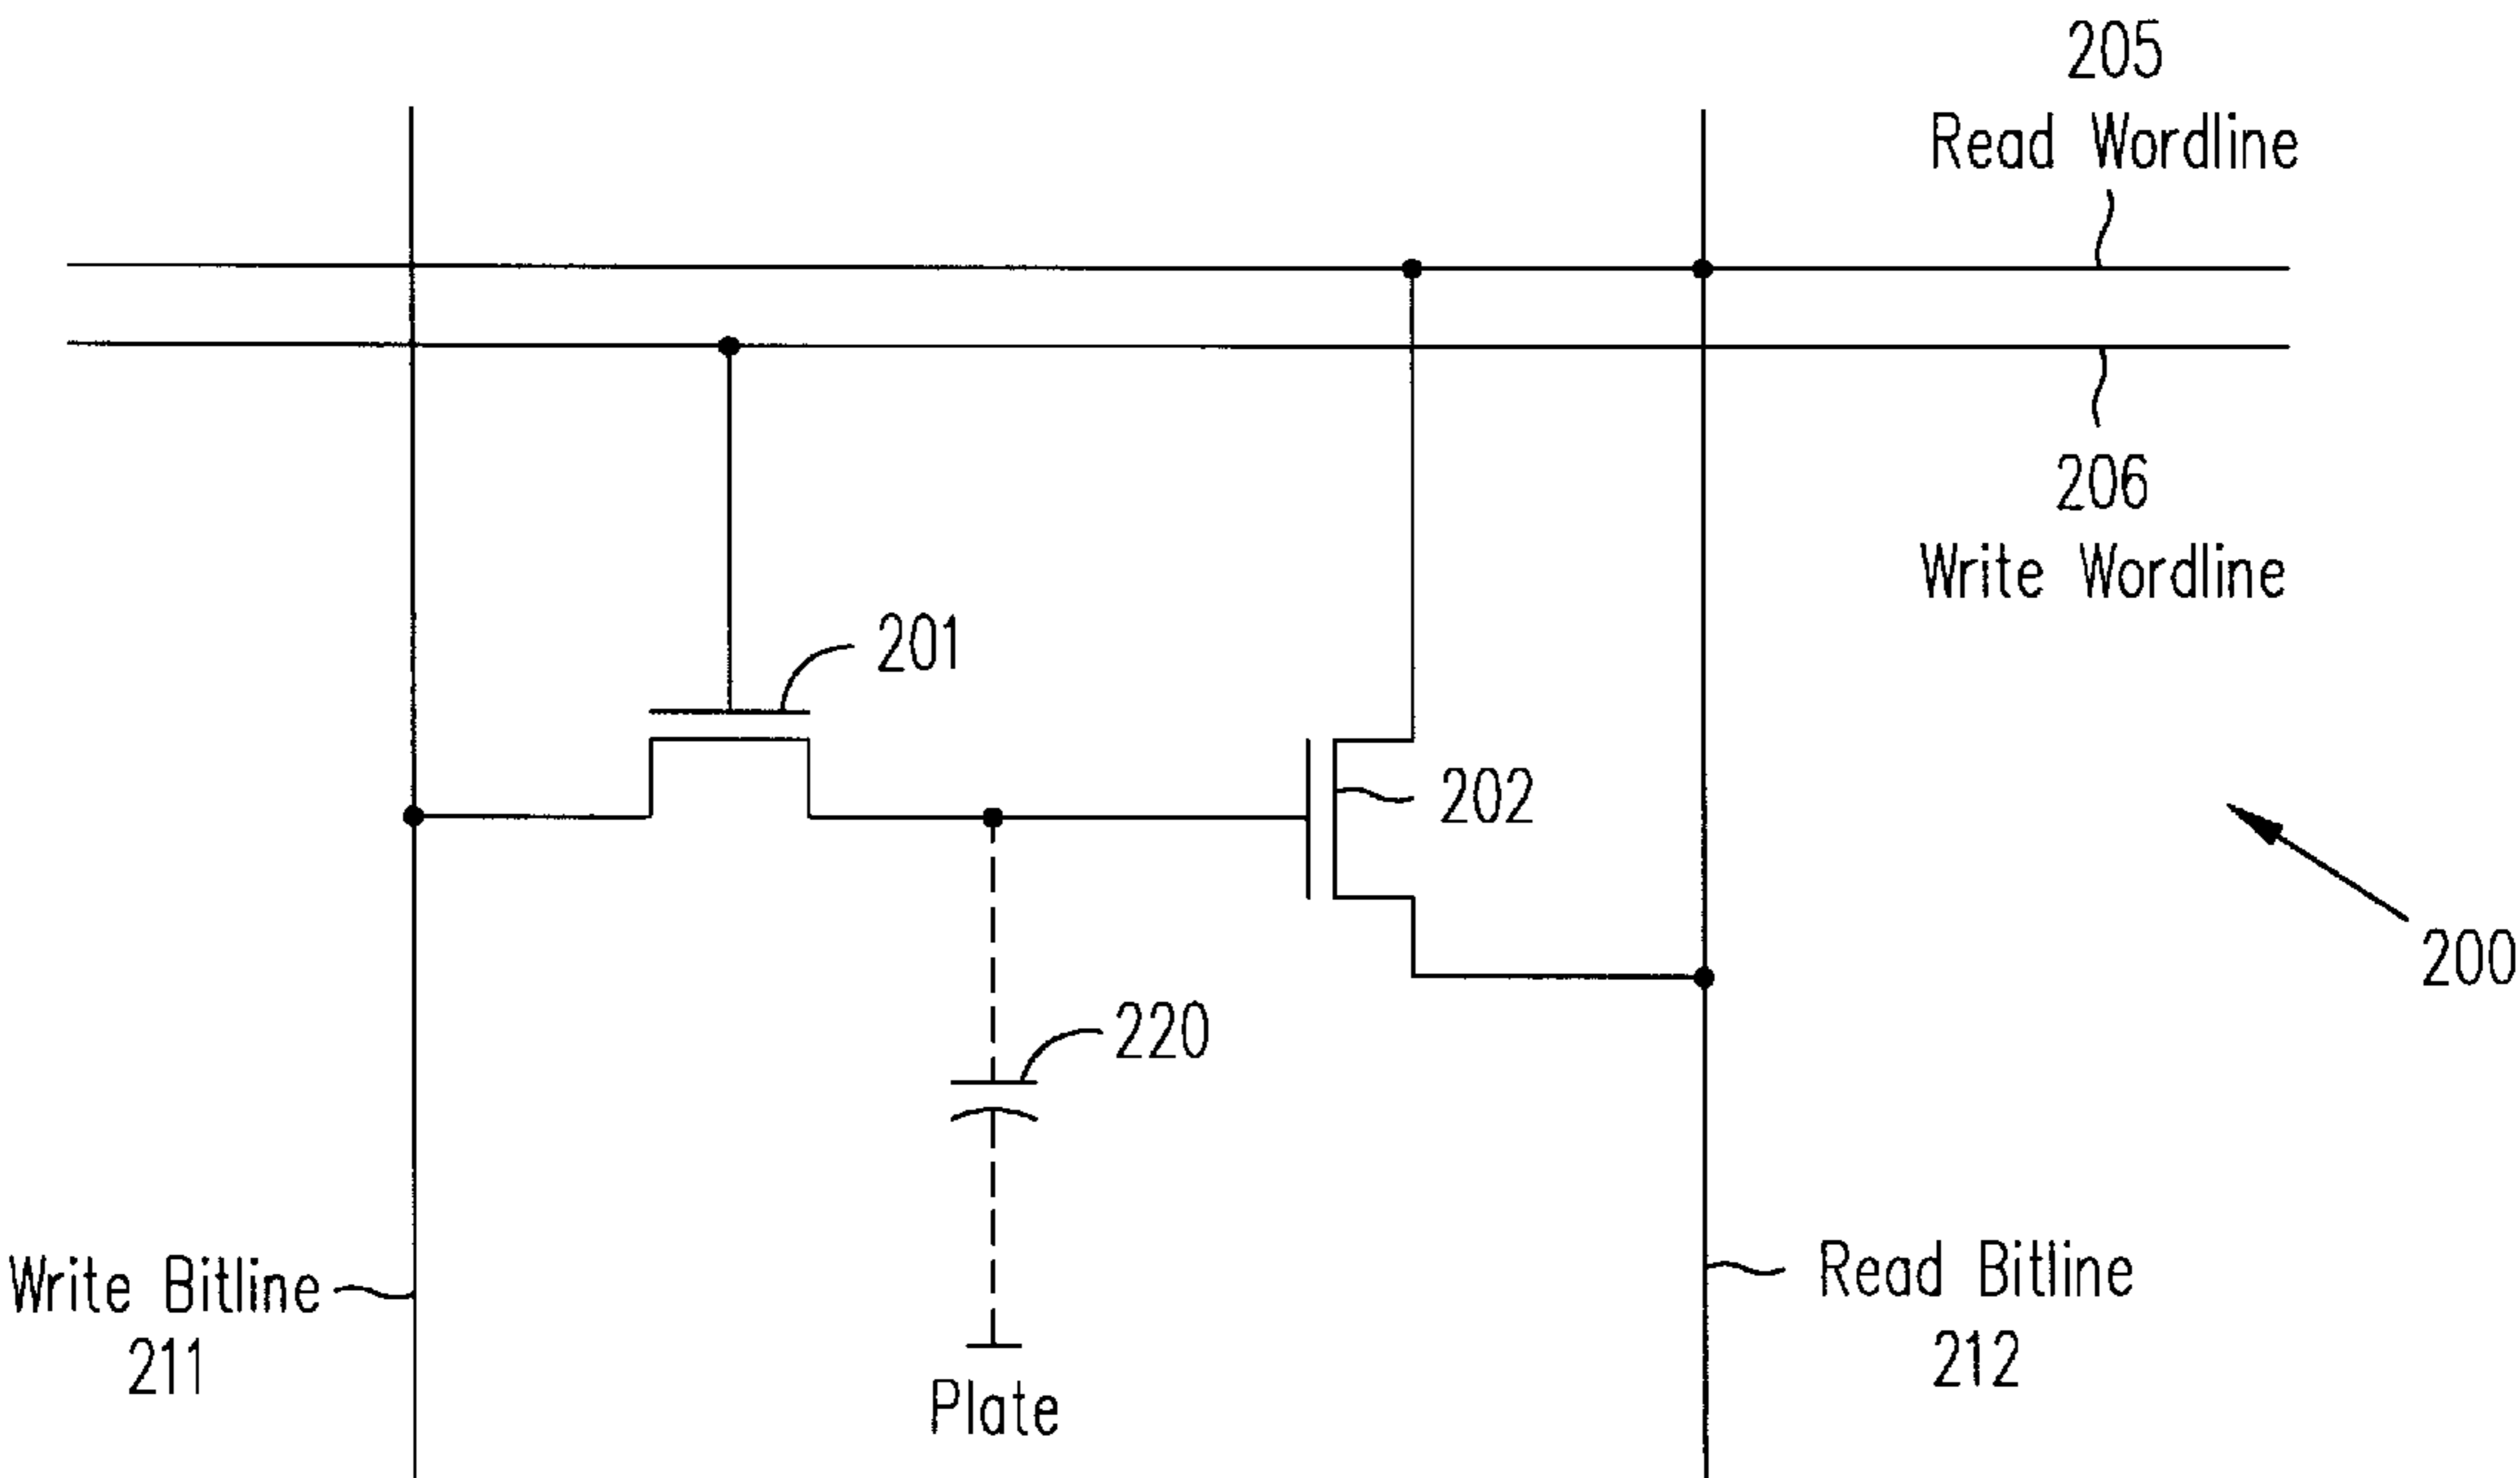 205
Read Wordline
206
Write Wordline
201
202
200
220
Write Bitline
211
Read Bitline
212
Plate